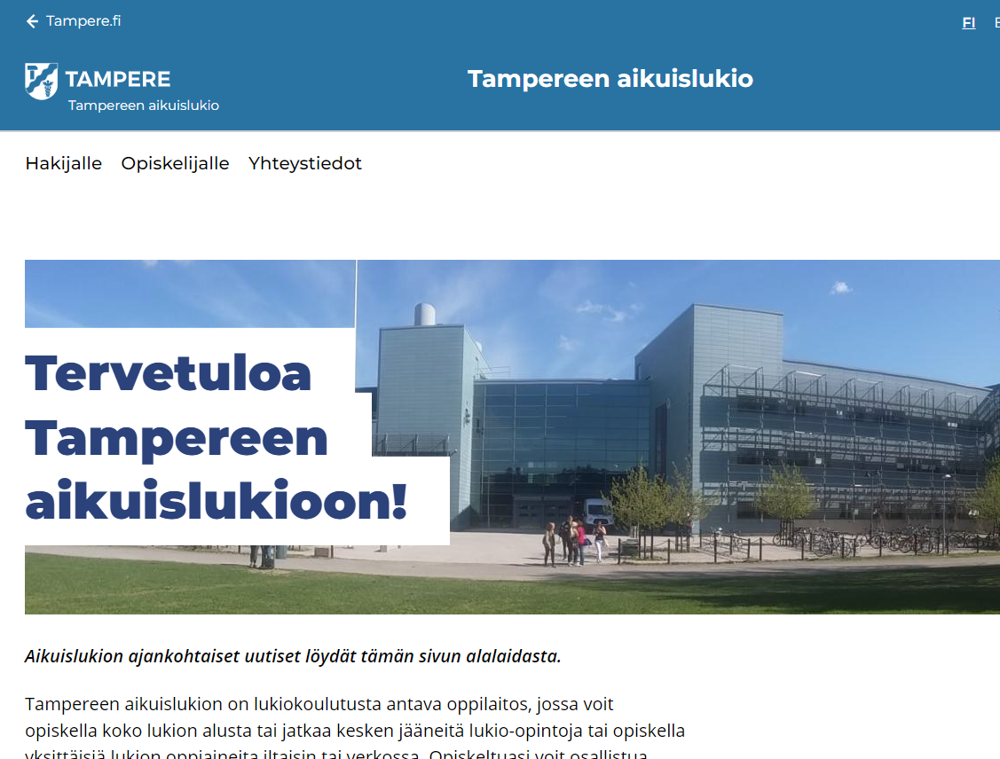 Tampere.fi
FI
TAMPERE
Tampereen aikuislukio
Tampereen aikuislukio
Hakijalle Opiskelijalle Yhteystiedot
Tervetuloa
Tampereen
aikuislukioon!
Aikuislukion ajankohtaiset uutiset löydät tämän sivun alalaidasta.
Tampereen aikuislukion on lukiokoulutusta antava oppilaitos, jossa voit
opiskella koko lukion alusta tai jatkaa kesken jääneitä lukio-opintoja tai opiskella
yksittäisiä lukion oppiaineita iltaisin tai verkossa. Opiskeltuasi voit osallistua